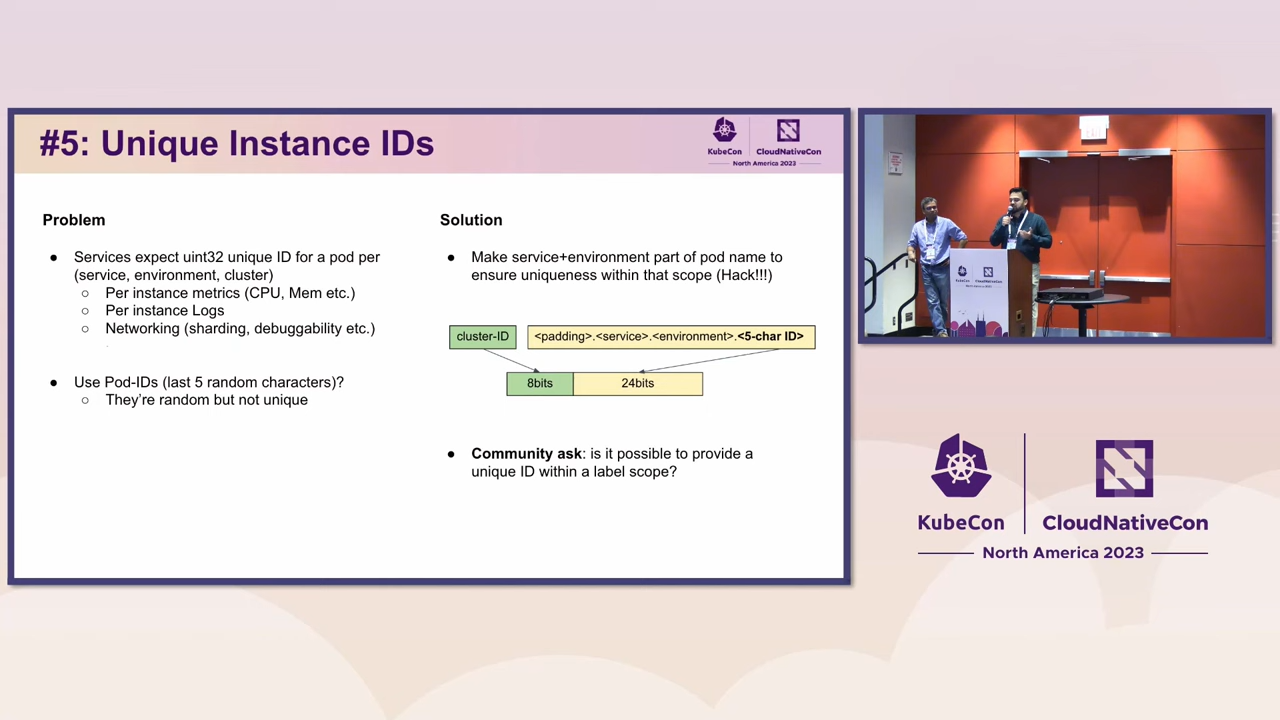 #5: Unique Instance IDs
KubeCon
CloudNativeCon
North America 2023
Problem
● Services expect uint32 unique ID for a pod per
(service, environment, cluster)
○ Per instance metrics (CPU, Mem etc.)
○ Per instance Logs
○ Networking (sharding, debuggability etc.)
● Use Pod-IDs (last 5 random characters)?
○ They're random but not unique
Solution
● Make service+environment part of pod name to
ensure uniqueness within that scope (Hack!!!)
cluster-ID
<padding>.<service>.<environment>.<5-char ID>
8bits
24bits
● Community ask: is it possible to provide a
unique ID within a label scope?
EXIT
KubeCon
CloudNativeCon
North America 2023